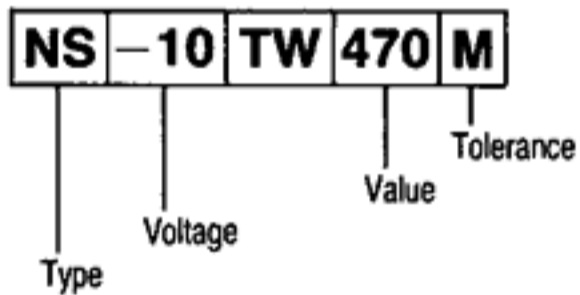 NS –10 TW 470 M
Tolerance
Value
Voltage
Type